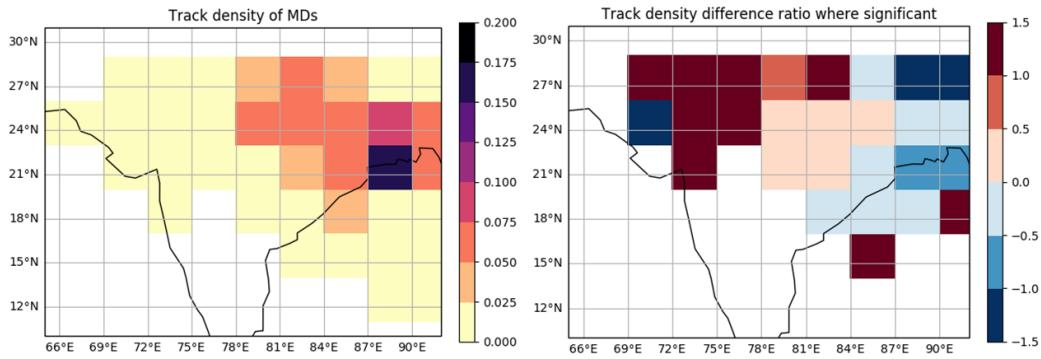 Track density of MDs
30°N
27°N
24°N
21°N
18°N
15°N
12°N
66°E 69°E 72°E 75°E 78°E 81°E 84°E 87°E 90°E
0.200
0.175
0.150
0.125
0.100
0.075
0.050
0.025
0.000
Track density difference ratio where significant
30°N
27°N
24°N
21°N
18°N
15°N
12°N
66°E 69°E 72°E 75°E 78°E 81°E 84°E 87°E 90°E
1.5
1.0
0.5
0.0
−0.5
−1.0
−1.5